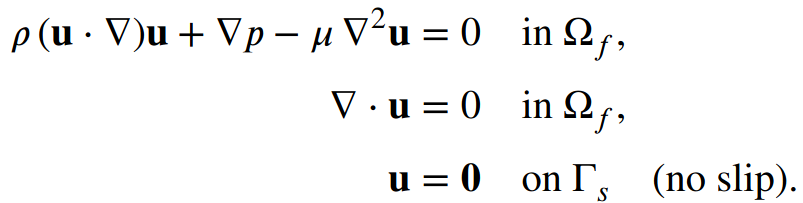 ρ (𝐮 · ∇)𝐮 + ∇p − μ ∇²𝐮 = 0 in Ω_f,
∇ · 𝐮 = 0 in Ω_f,
𝐮 = 𝟎 on Γ_s (no slip).